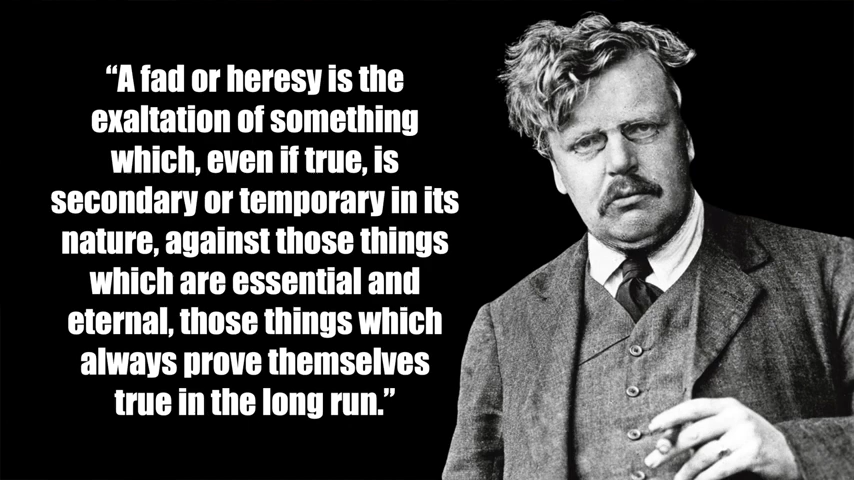 “A fad or heresy is the
exaltation of something
which, even if true, is
secondary or temporary in its
nature, against those things
which are essential and
eternal, those things which
always prove themselves
true in the long run.”